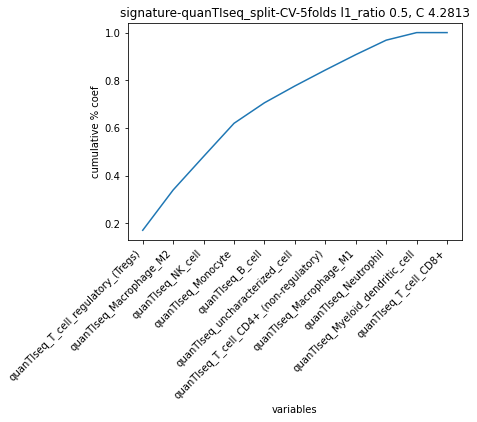 signature-quanTIseq_split-CV-5folds l1_ratio 0.5, C 4.2813
cumulative % coef
1.0
0.8
0.6
0.4
0.2
quanTIseq_T_cell_regulatory_(Tregs)
quanTIseq_Macrophage_M2
quanTIseq_NK_cell
quanTIseq_Monocyte
quanTIseq_B_cell
quanTIseq_uncharacterized_cell
quanTIseq_T_cell_CD4+_(non-regulatory)
quanTIseq_Macrophage_M1
quanTIseq_Neutrophil
quanTIseq_Myeloid_dendritic_cell
quanTIseq_T_cell_CD8+
variables